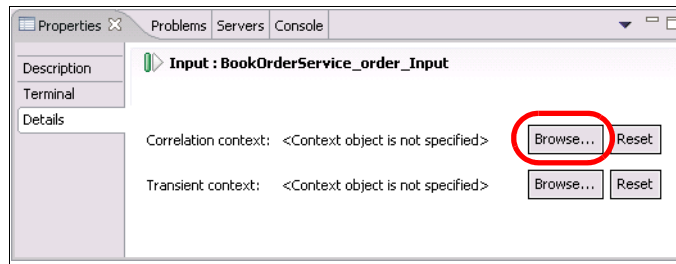 Properties Problems Servers Console
Input : BookOrderService_order_Input
Description
Terminal
Details
Correlation context: <Context object is not specified> Browse... Reset
Transient context: <Context object is not specified> Browse... Reset